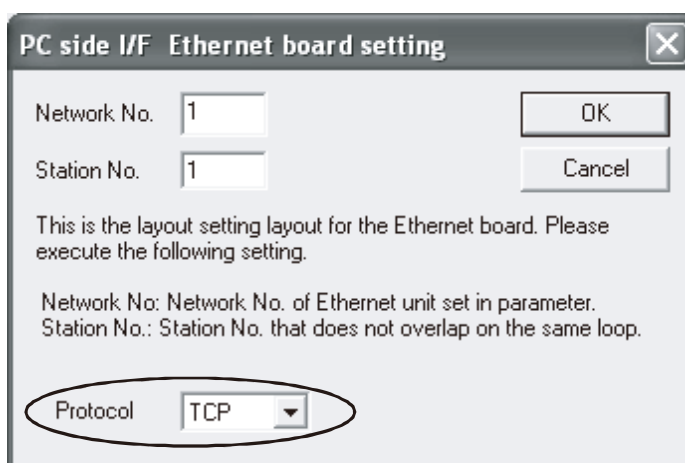 PC side I/F Ethernet board setting
Network No. 1
OK
Station No. 1
Cancel
This is the layout setting layout for the Ethernet board. Please
execute the following setting.
Network No: Network No. of Ethernet unit set in parameter.
Station No.: Station No. that does not overlap on the same loop.
Protocol TCP